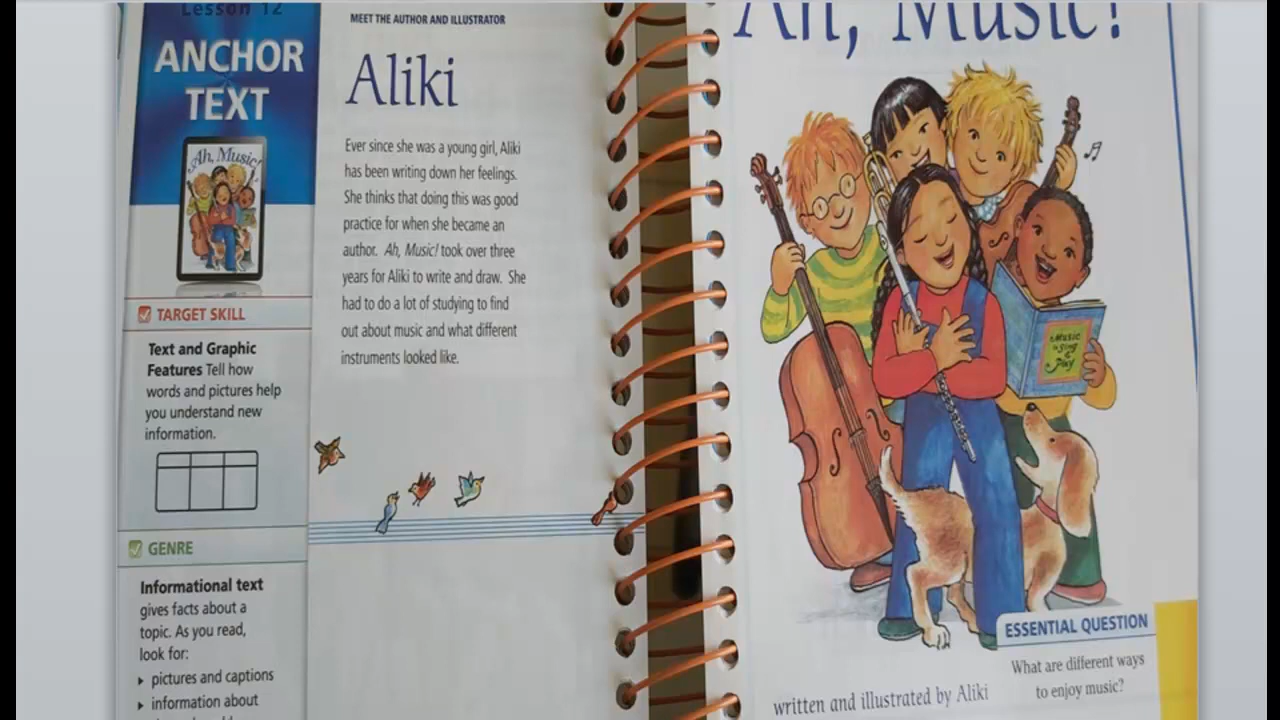 Lesson 12
ANCHOR
TEXT
Ah, Music!
TARGET SKILL
Text and Graphic
Features Tell how
words and pictures help
you understand new
information.
GENRE
Informational text
gives facts about a
topic. As you read,
look for:
pictures and captions
information about
MEET THE AUTHOR AND ILLUSTRATOR
Aliki
Ever since she was a young girl, Aliki
has been writing down her feelings.
She thinks that doing this was good
practice for when she became an
author. Ah, Music! took over three
years for Aliki to write and draw. She
had to do a lot of studying to find
out about music and what different
instruments looked like.
Ah, Music!
Music
to Sing
&
Play
written and illustrated by Aliki
ESSENTIAL QUESTION
What are different ways
to enjoy music?